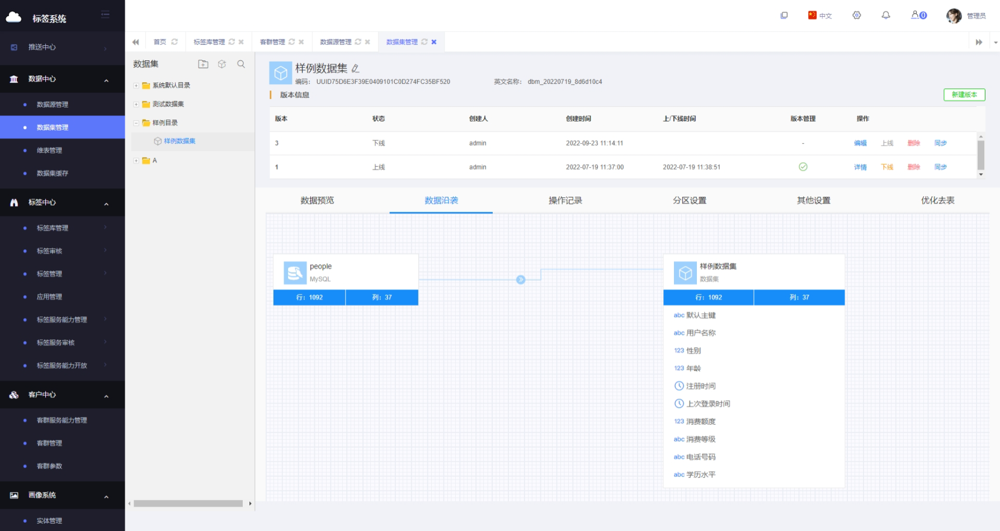 标签系统
中文
0
管理员
推送中心
数据中心
数据源管理
数据集管理
维表管理
数据集缓存
标签中心
标签库管理
标签审核
标签管理
应用管理
标签服务能力管理
标签服务审核
标签服务能力开放
客户中心
客群服务能力管理
客群管理
客群参数
画像系统
实体管理
首页
标签库管理
客群管理
数据源管理
数据集管理
数据集
系统默认目录
测试数据集
样例目录
样例数据集
A
样例数据集
编码: UUID75D6E3F39E0409101C0D274FC35BF520 英文名称: dbm_20220719_8d6d10c4
版本信息
新建版本
版本 状态 创建人 创建时间 上/下线时间 版本管理 操作
3 下线 admin 2022-09-23 11:14:11 - 编辑 上线 删除 同步
1 上线 admin 2022-07-19 11:37:00 2022-07-19 11:38:51 详情 下线 删除 同步
数据预览 数据沿袭 操作记录 分区设置 其他设置 优化去表
people
MySQL
行: 1092 列: 37
样例数据集
数据集
行: 1092 列: 37
abc 默认主键
abc 用户名称
123 性别
123 年龄
注册时间
上次登录时间
123 消费额度
abc 消费等级
abc 电话号码
abc 学历水平